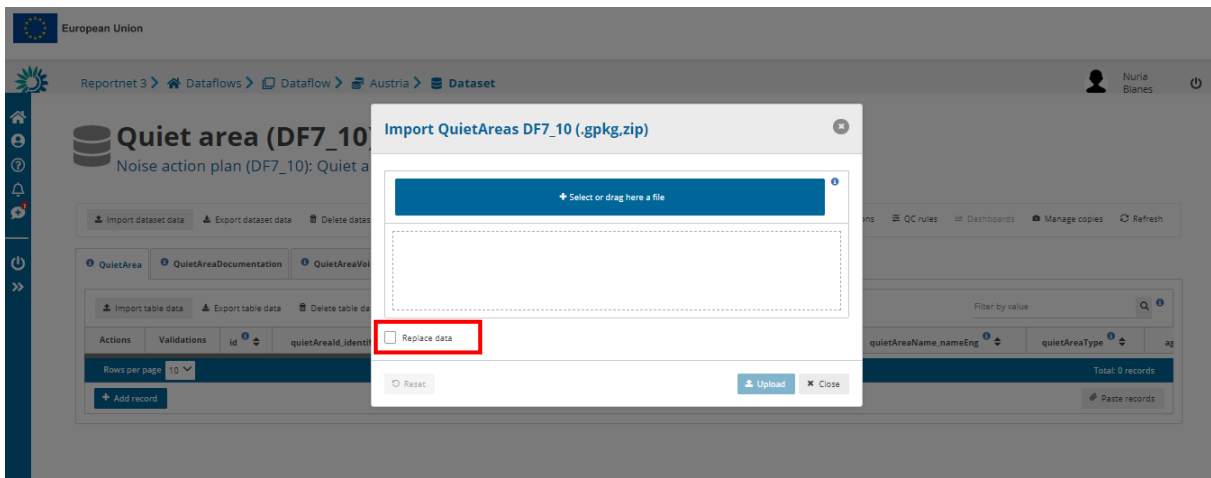 European Union
Reportnet 3 Dataflows Dataflow Austria Dataset
Nuria
Blanes
Quiet area (DF7_10)
Noise action plan (DF7_10): Quiet a
Import QuietAreas DF7_10 (.gpkg,zip)
+ Select or drag here a file
Import dataset data Export dataset data Delete datas
ons QC rules Dashboards Manage copies Refresh
QuietArea QuietAreaDocumentation QuietAreaVoi
Import table data Export table data Delete table da
Filter by value
Replace data
Actions Validations id quietAreaId_identif
quietAreaName_nameEng quietAreaType ag
Rows per page 10
Total: 0 records
Reset
Upload Close
+ Add record
Paste records